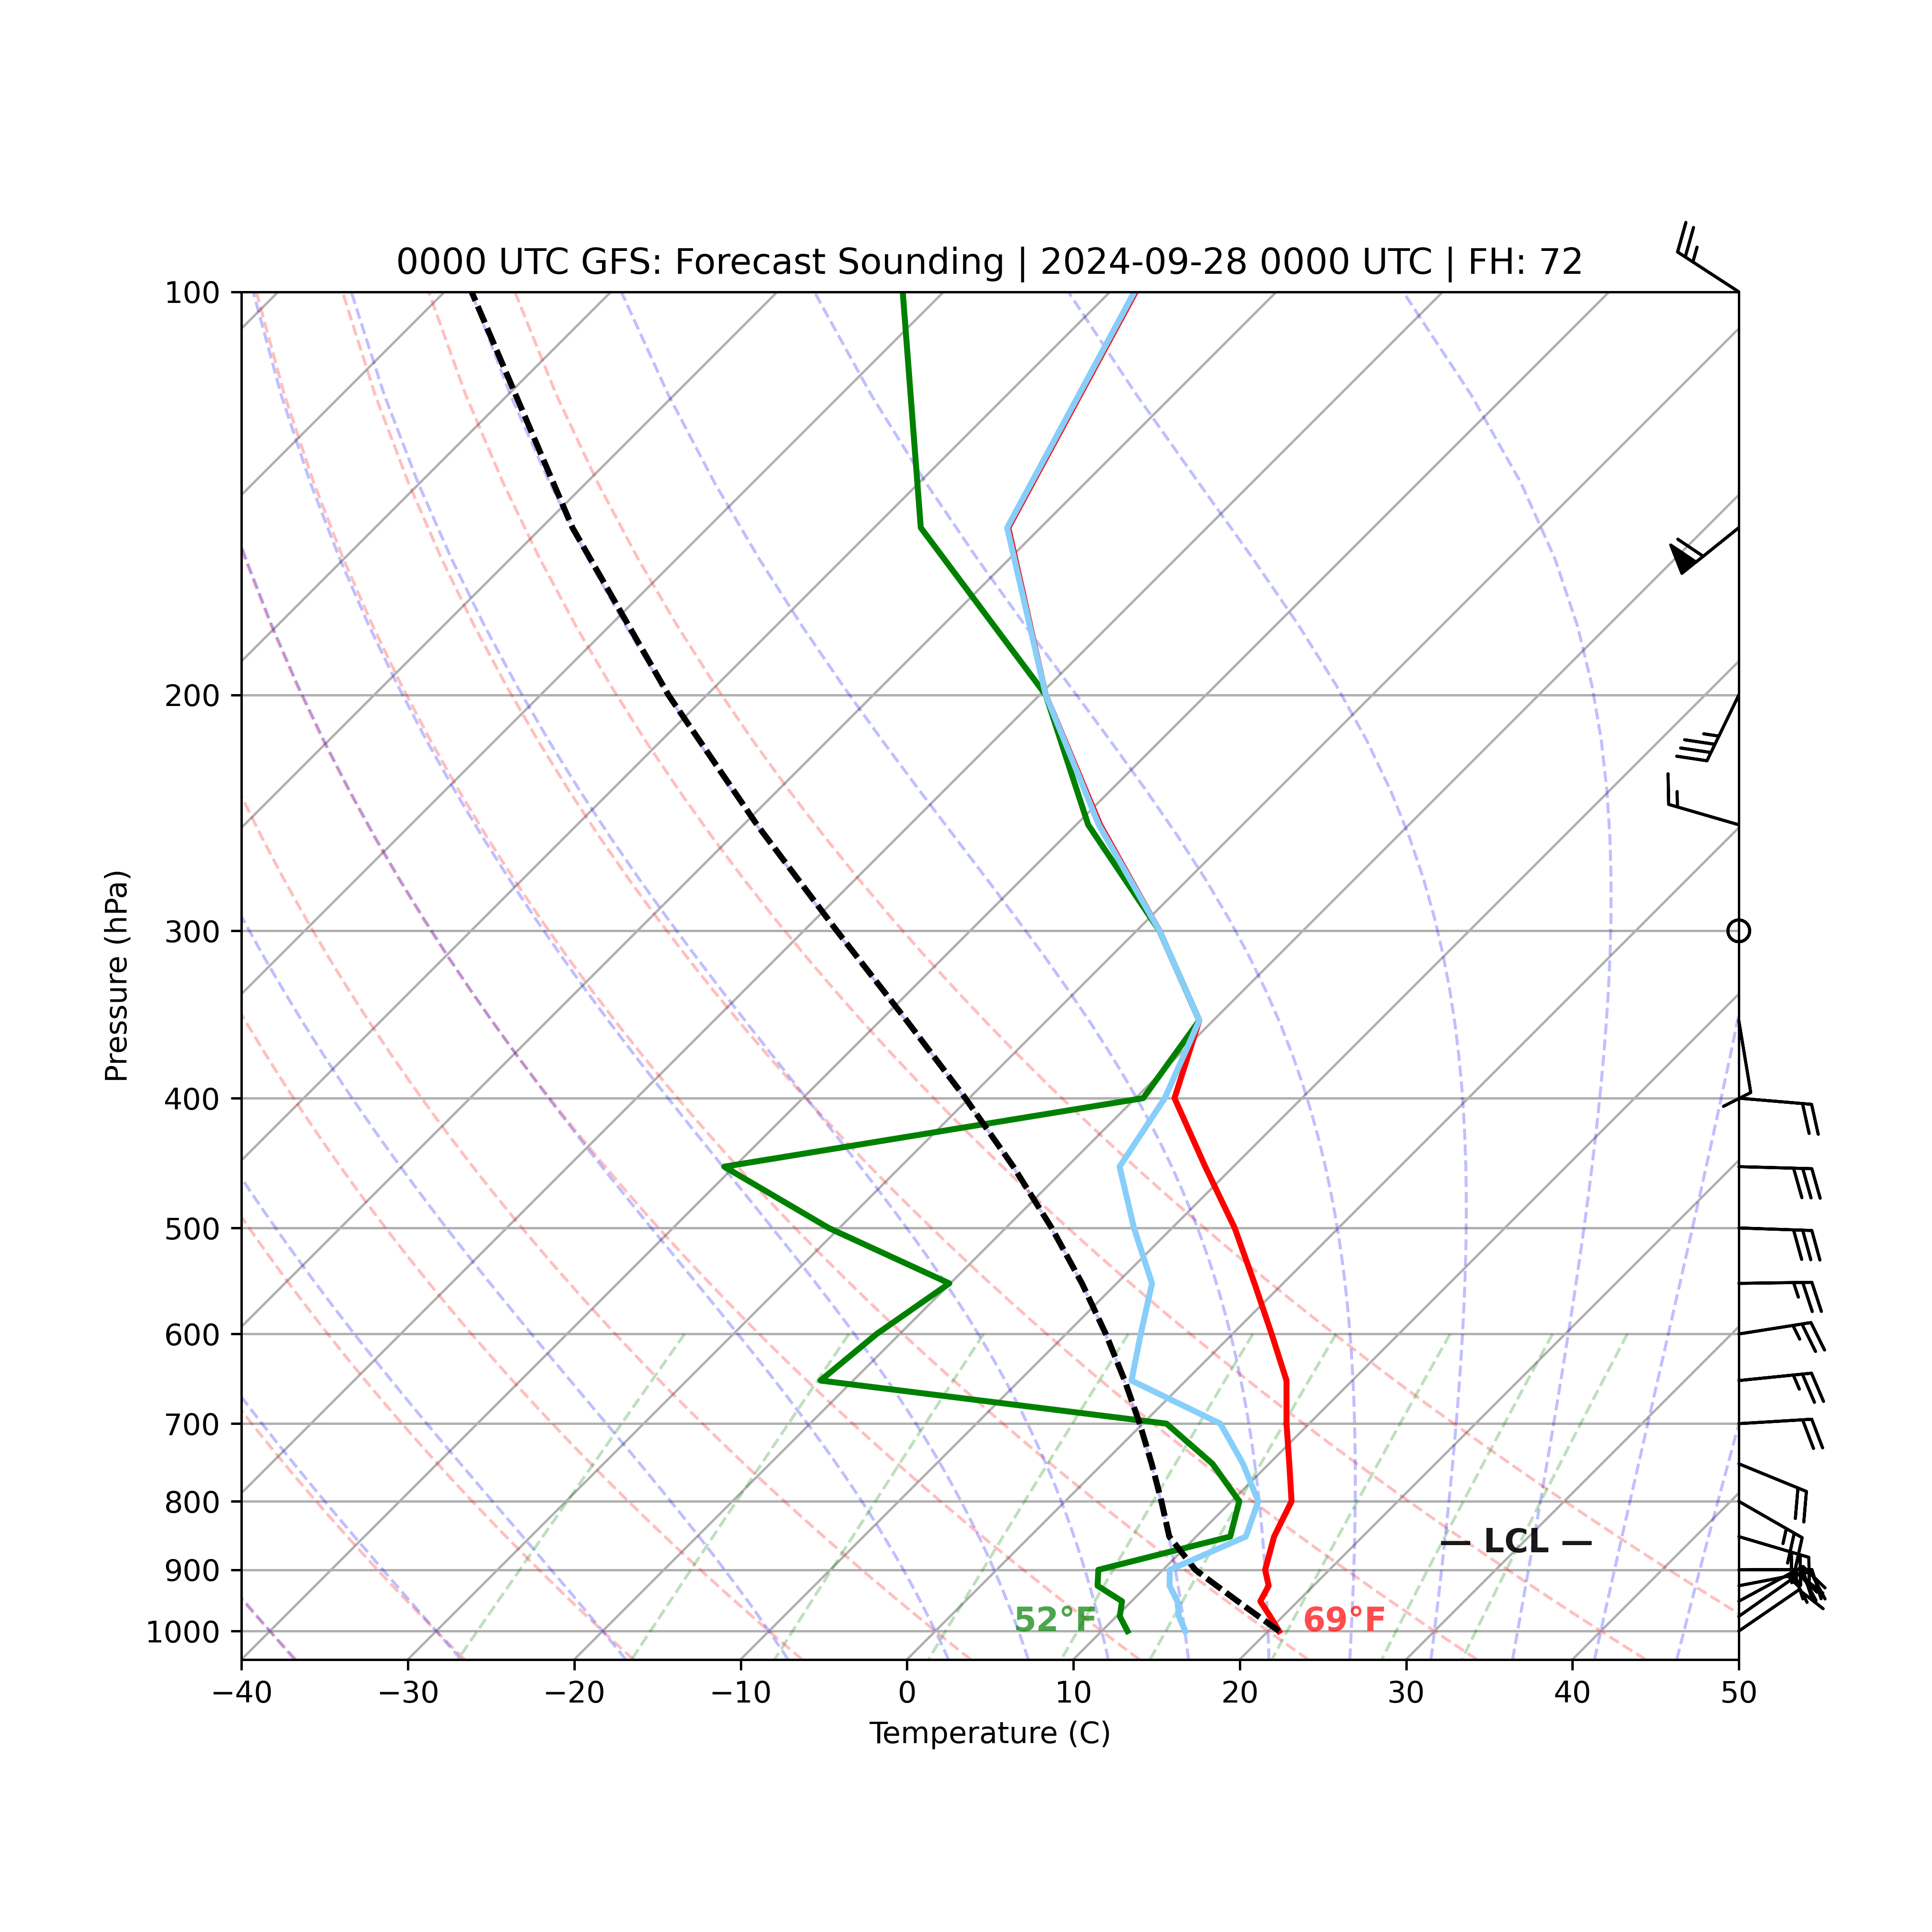 0000 UTC GFS: Forecast Sounding | 2024-09-28 0000 UTC | FH: 72
100
200
300
400
500
600
700
800
900
1000
Pressure (hPa)
— LCL —
52°F
69°F
−40 −30 −20 −10 0 10 20 30 40 50
Temperature (C)